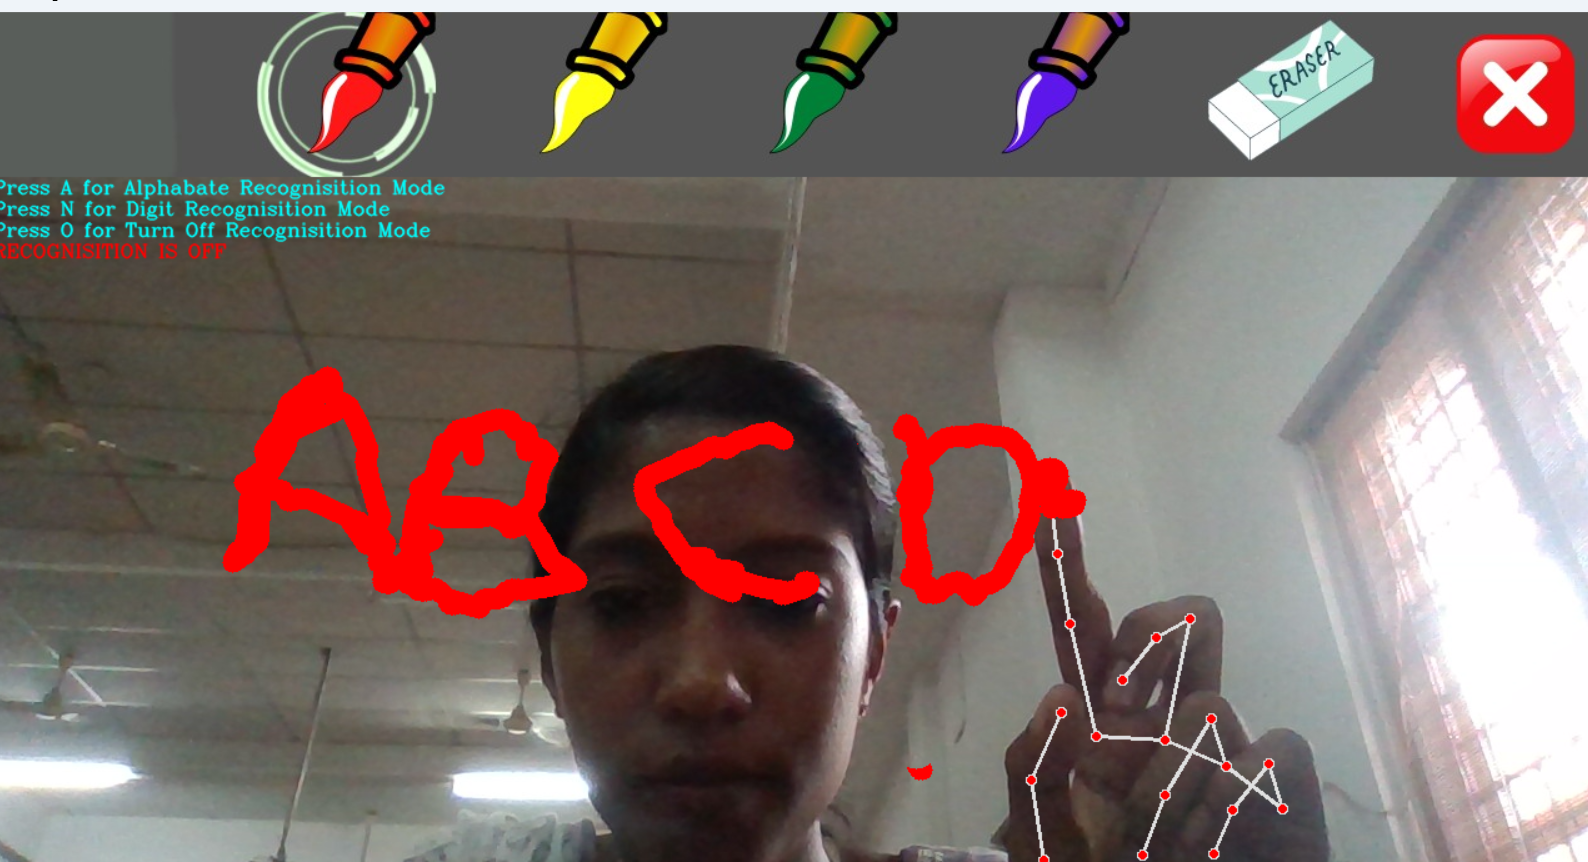 ERASER
Press A for Alphabate Recognisition Mode
Press N for Digit Recognisition Mode
Press O for Turn Off Recognisition Mode
RECOGNISITION IS OFF
ABCD